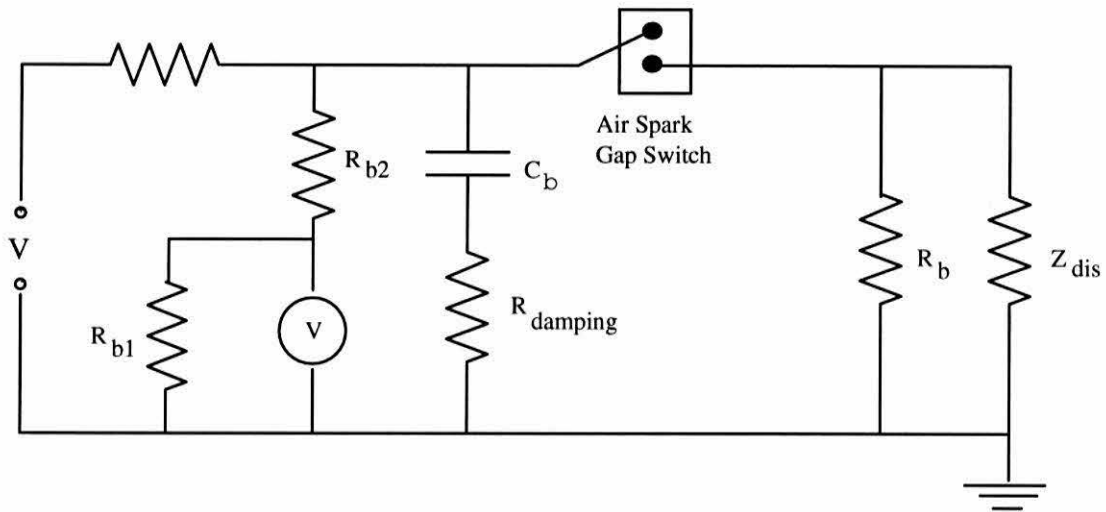 Air Spark
Gap Switch
R b2
C b
V
R b
Z dis
R damping
R b1
V